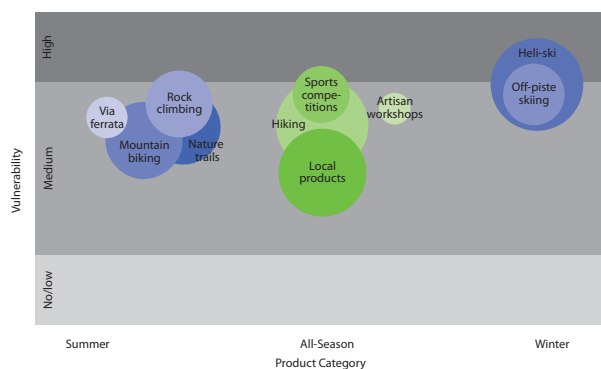 High
Medium
No/low
Vulnerability
Via
ferrata
Rock
climbing
Mountain
biking
Nature
trails
Sports
compe-
titions
Hiking
Artisan
workshops
Local
products
Heli-ski
Off-piste
skiing
Summer
All-Season
Winter
Product Category